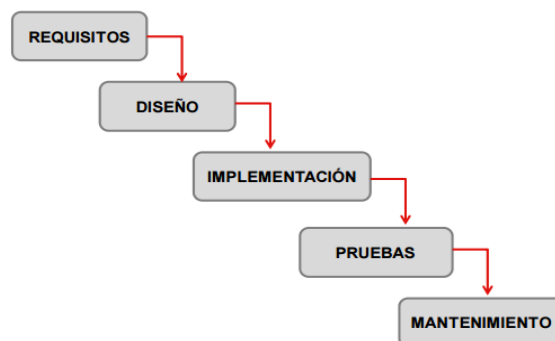 REQUISITOS
DISEÑO
IMPLEMENTACIÓN
PRUEBAS
MANTENIMIENTO